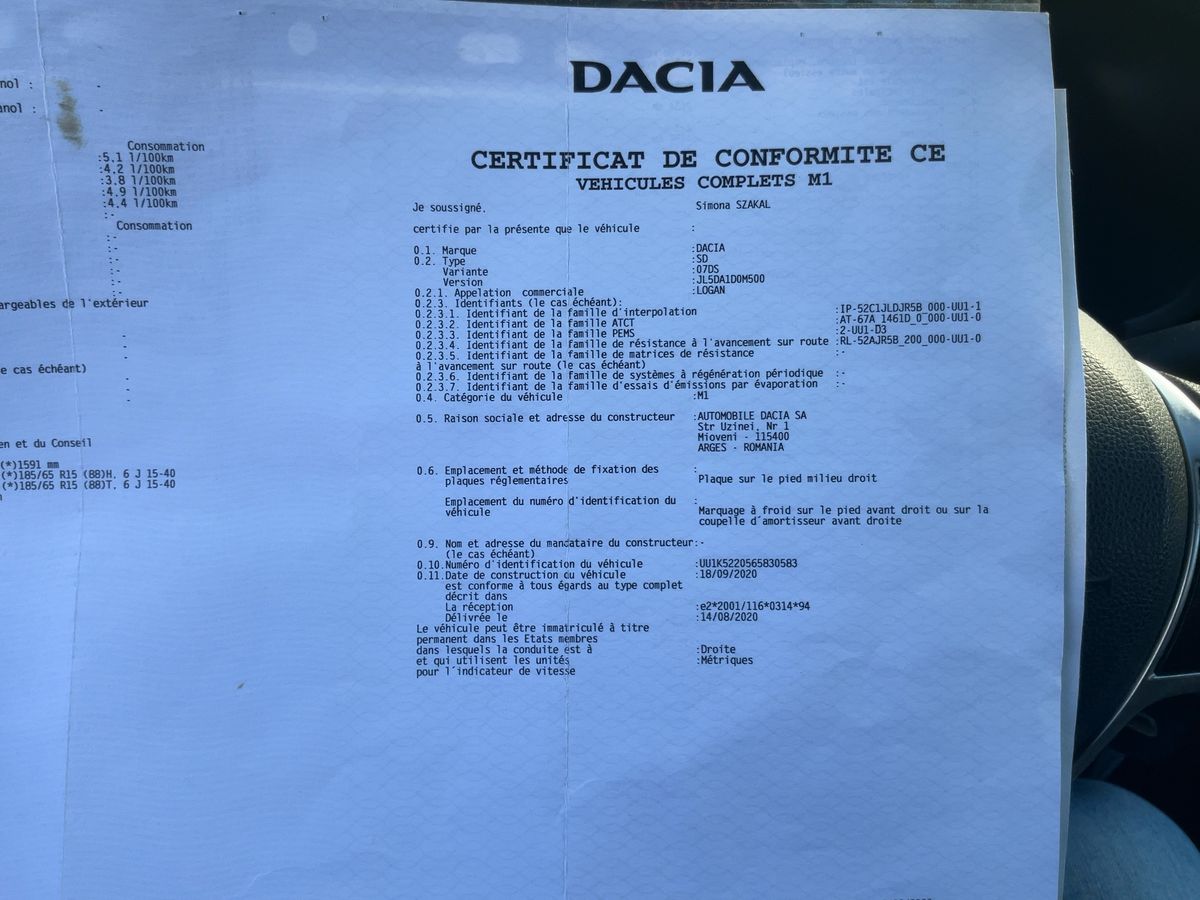 nol : -
anol : -
Consommation
:5,1 l/100km
:4,2 l/100km
:3,8 l/100km
:4,9 l/100km
:4,4 l/100km
:-
Consommation
:-
:-
:-
:-
:-
:-
argeables de l'extérieur
-
-
-
e cas échéant)
-
-
-
en et du Conseil
(*)1591 mm
(*)185/65 R15 (88)H, 6 J 15-40
(*)185/65 R15 (88)T, 6 J 15-40
DACIA
CERTIFICAT DE CONFORMITE CE
VEHICULES COMPLETS M1
Je soussigné, Simona SZAKAL
certifie par la présente que le véhicule :
0.1. Marque :DACIA
0.2. Type :SD
Variante :07DS
Version :JL5DA1D0M500
0.2.1. Appelation commerciale :LOGAN
0.2.3. Identifiants (le cas échéant):
0.2.3.1. Identifiant de la famille d'interpolation :IP-52C1JLDJR5B_000-UU1-1
0.2.3.2. Identifiant de la famille ATCT :AT-67A_1461D_0_000-UU1-0
0.2.3.3. Identifiant de la famille PEMS :2-UU1-D3
0.2.3.4. Identifiant de la famille de résistance à l'avancement sur route :RL-52AJR5B_200_000-UU1-0
0.2.3.5. Identifiant de la famille de matrices de résistance :-
à l'avancement sur route (le cas échéant)
0.2.3.6. Identifiant de la famille de systèmes à régénération périodique :-
0.2.3.7. Identifiant de la famille d'essais d'émissions par évaporation :-
0.4. Catégorie du véhicule :M1
0.5. Raison sociale et adresse du constructeur :AUTOMOBILE DACIA SA
Str Uzinei, Nr 1
Mioveni - 115400
ARGES - ROMANIA
0.6. Emplacement et méthode de fixation des :
plaques réglementaires Plaque sur le pied milieu droit
Emplacement du numéro d'identification du :
véhicule Marquage à froid sur le pied avant droit ou sur la
coupelle d'amortisseur avant droite
0.9. Nom et adresse du mandataire du constructeur:-
(le cas échéant)
0.10.Numéro d'identification du véhicule :UU1K5220565830583
0.11.Date de construction du véhicule :18/09/2020
est conforme à tous égards au type complet
décrit dans
La réception :e2*2001/116*0314*94
Délivrée le :14/08/2020
Le véhicule peut être immatriculé à titre
permanent dans les Etats membres
dans lesquels la conduite est à :Droite
et qui utilisent les unités :Métriques
pour l'indicateur de vitesse